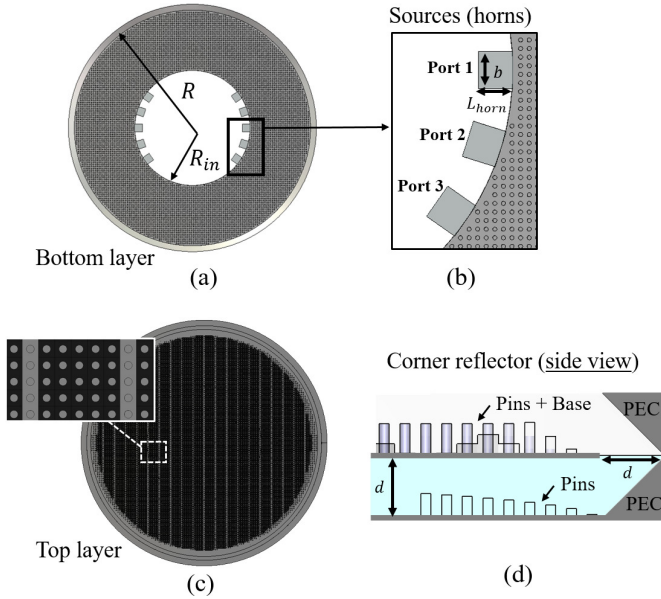 Sources (horns)
R
R_in
Port 1
b
L_horn
Port 2
Port 3
Bottom layer
(a)
(b)
Corner reflector (side view)
Pins + Base
PEC
d
d
Pins
PEC
Top layer
(c)
(d)